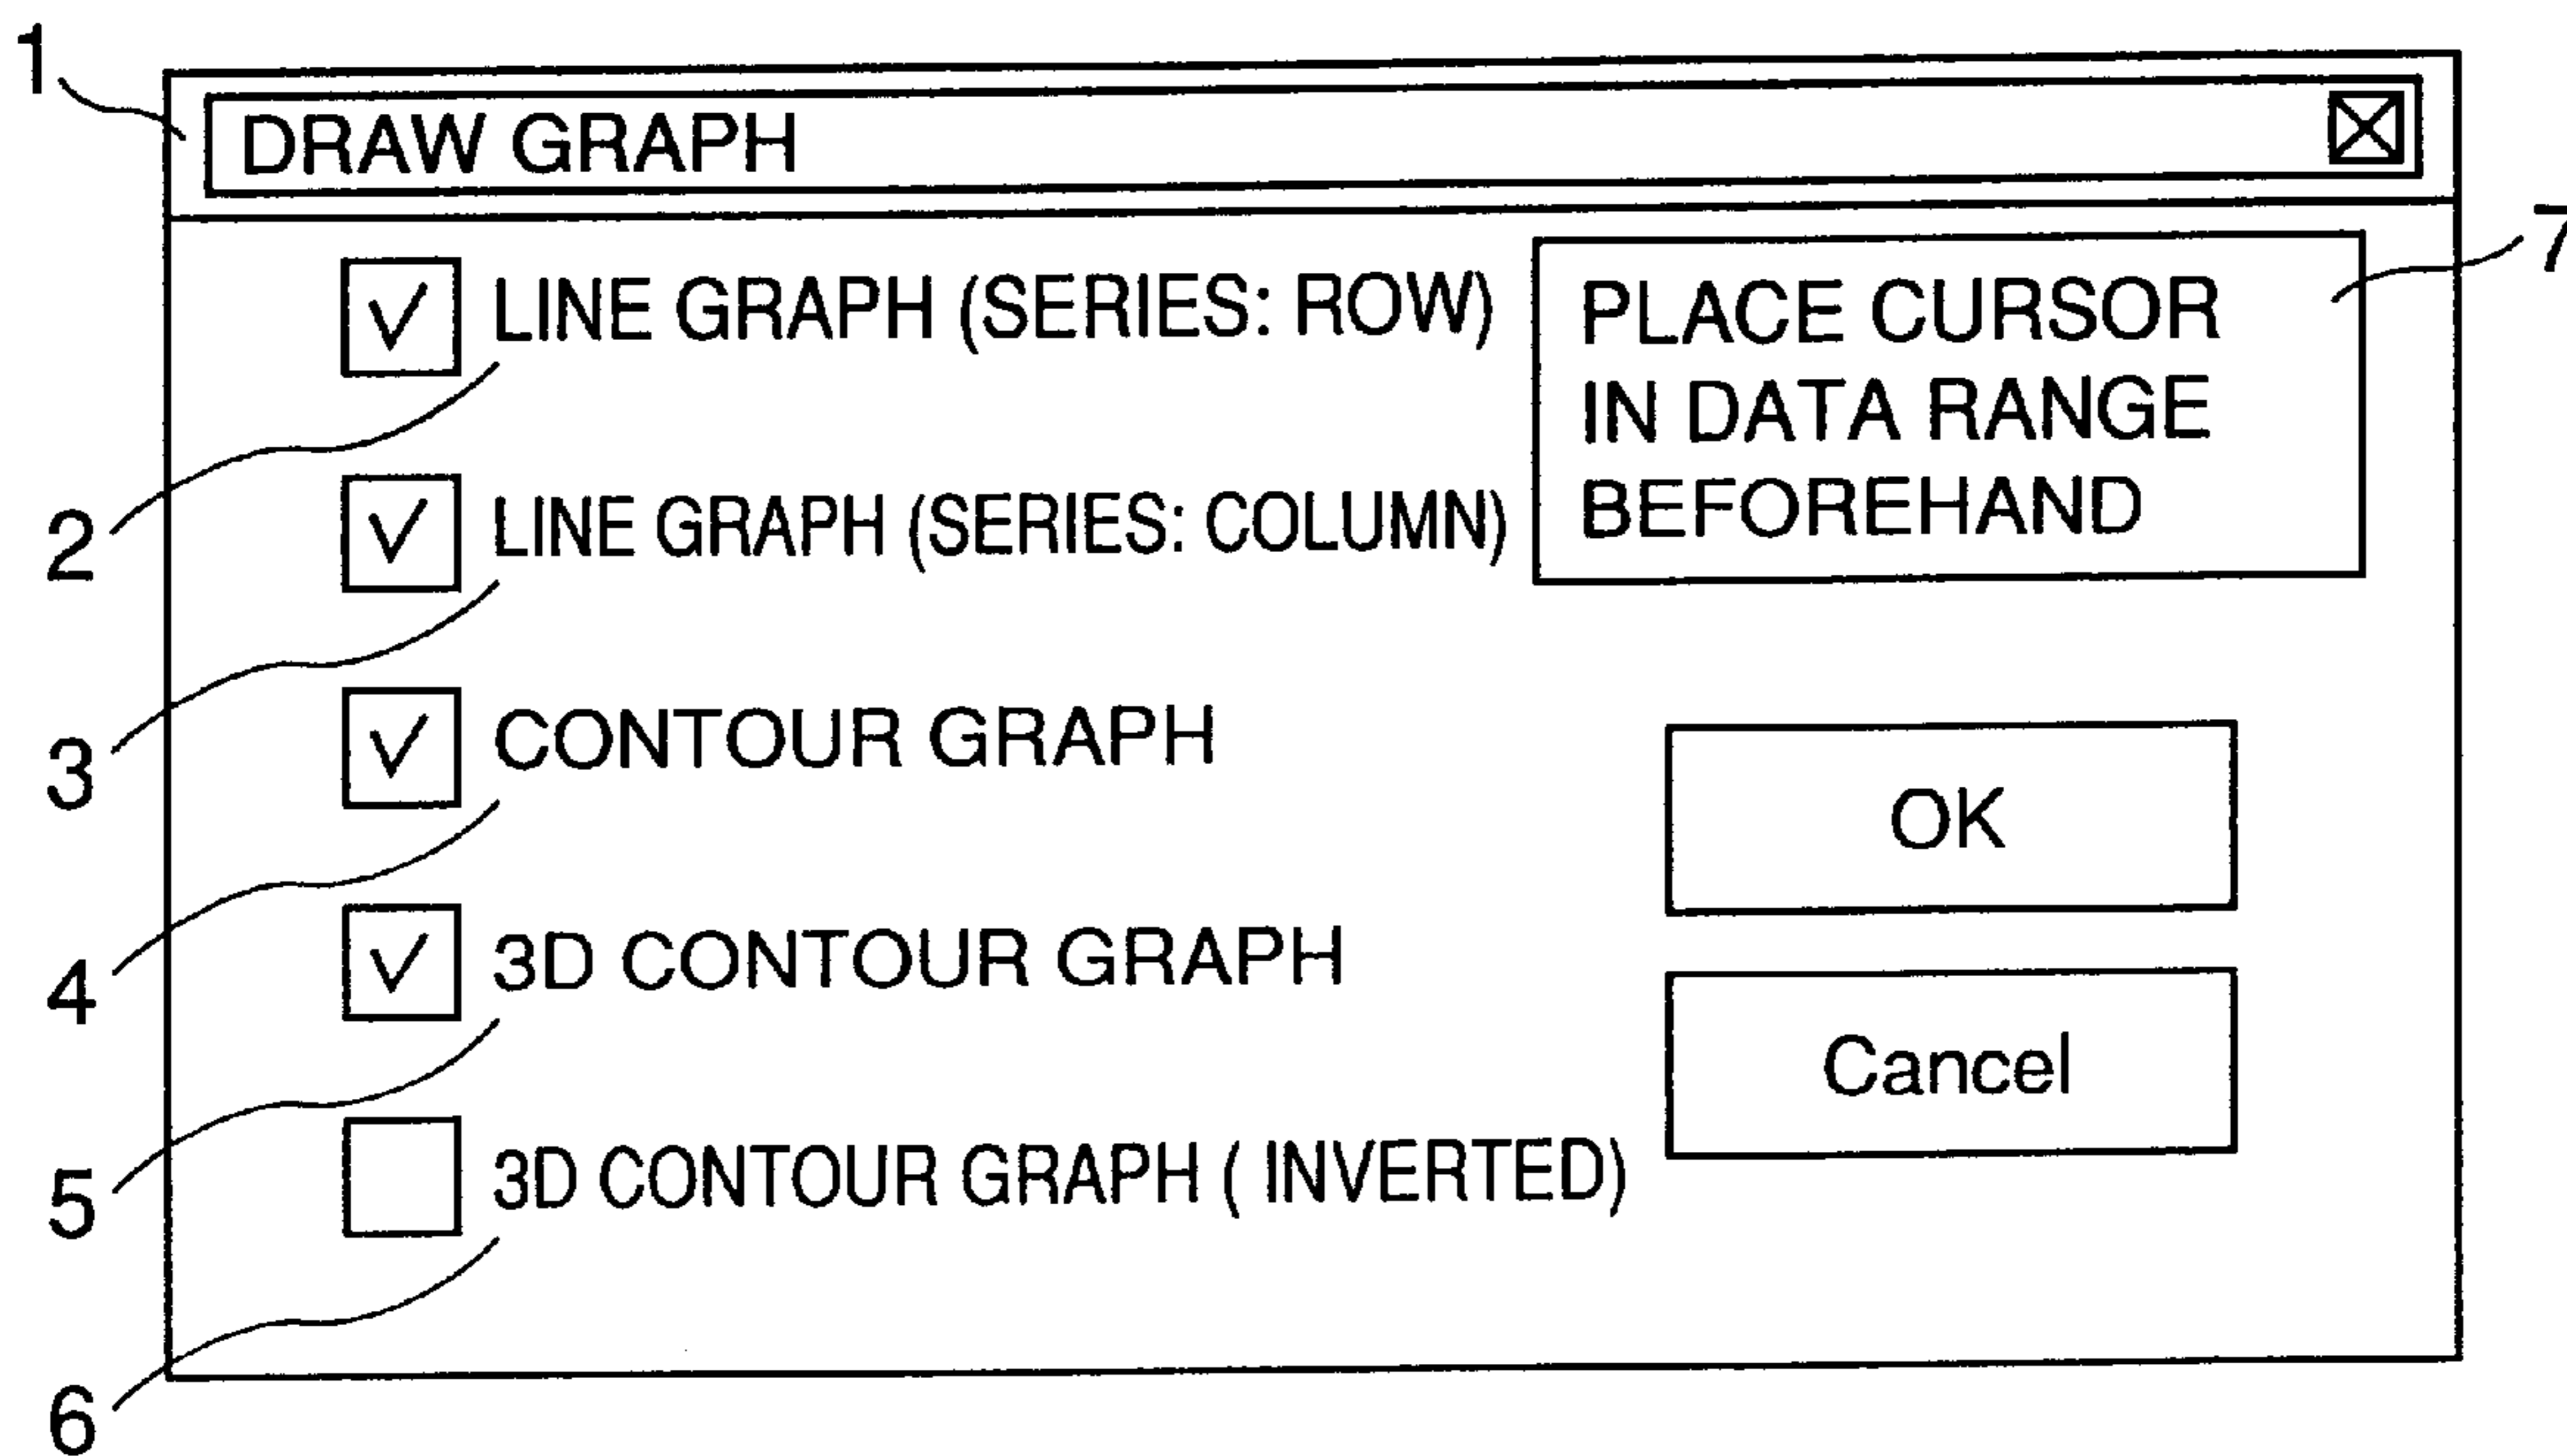 1
DRAW GRAPH
LINE GRAPH (SERIES: ROW)
2
LINE GRAPH (SERIES: COLUMN)
3
CONTOUR GRAPH
4
3D CONTOUR GRAPH
5
3D CONTOUR GRAPH ( INVERTED)
6
PLACE CURSOR
IN DATA RANGE
BEFOREHAND
7
OK
Cancel